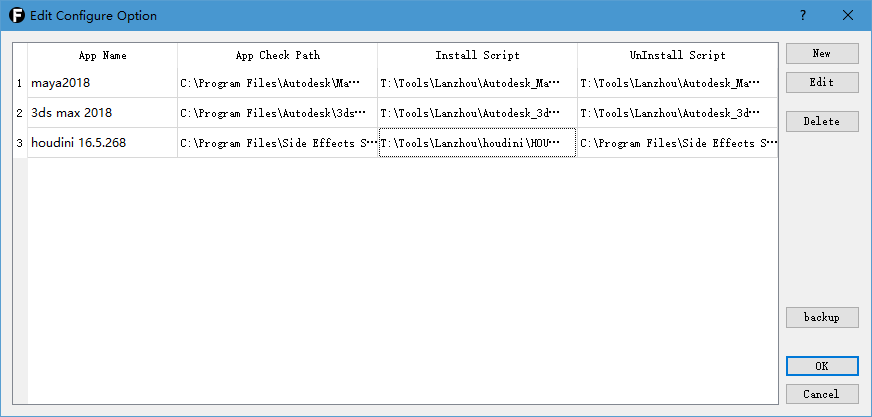 F Edit Configure Option ?
App Name App Check Path Install Script UnInstall Script New
1 maya2018 C:\Program Files\Autodesk\Ma… T:\Tools\Lanzhou\Autodesk_Ma… T:\Tools\Lanzhou\Autodesk_Ma… Edit
2 3ds max 2018 C:\Program Files\Autodesk\3ds… T:\Tools\Lanzhou\Autodesk_3d… T:\Tools\Lanzhou\Autodesk_3d… Delete
3 houdini 16.5.268 C:\Program Files\Side Effects S… T:\Tools\Lanzhou\houdini\HOU… C:\Program Files\Side Effects S…
backup
OK
Cancel